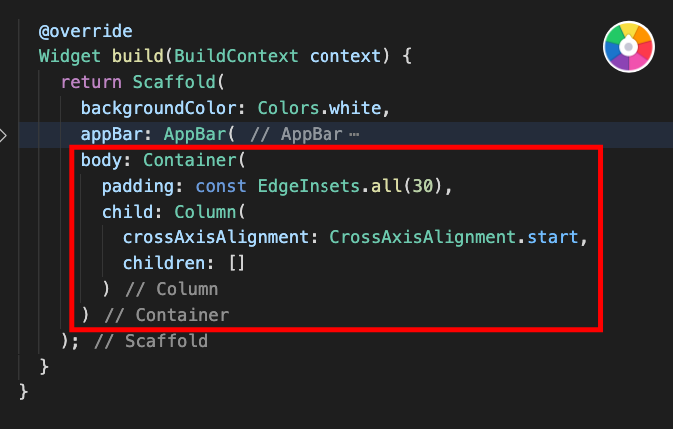 @override
Widget build(BuildContext context) {
return Scaffold(
backgroundColor: Colors.white,
appBar: AppBar( // AppBar ⋯
body: Container(
padding: const EdgeInsets.all(30),
child: Column(
crossAxisAlignment: CrossAxisAlignment.start,
children: []
) // Column
) // Container
); // Scaffold
}
}